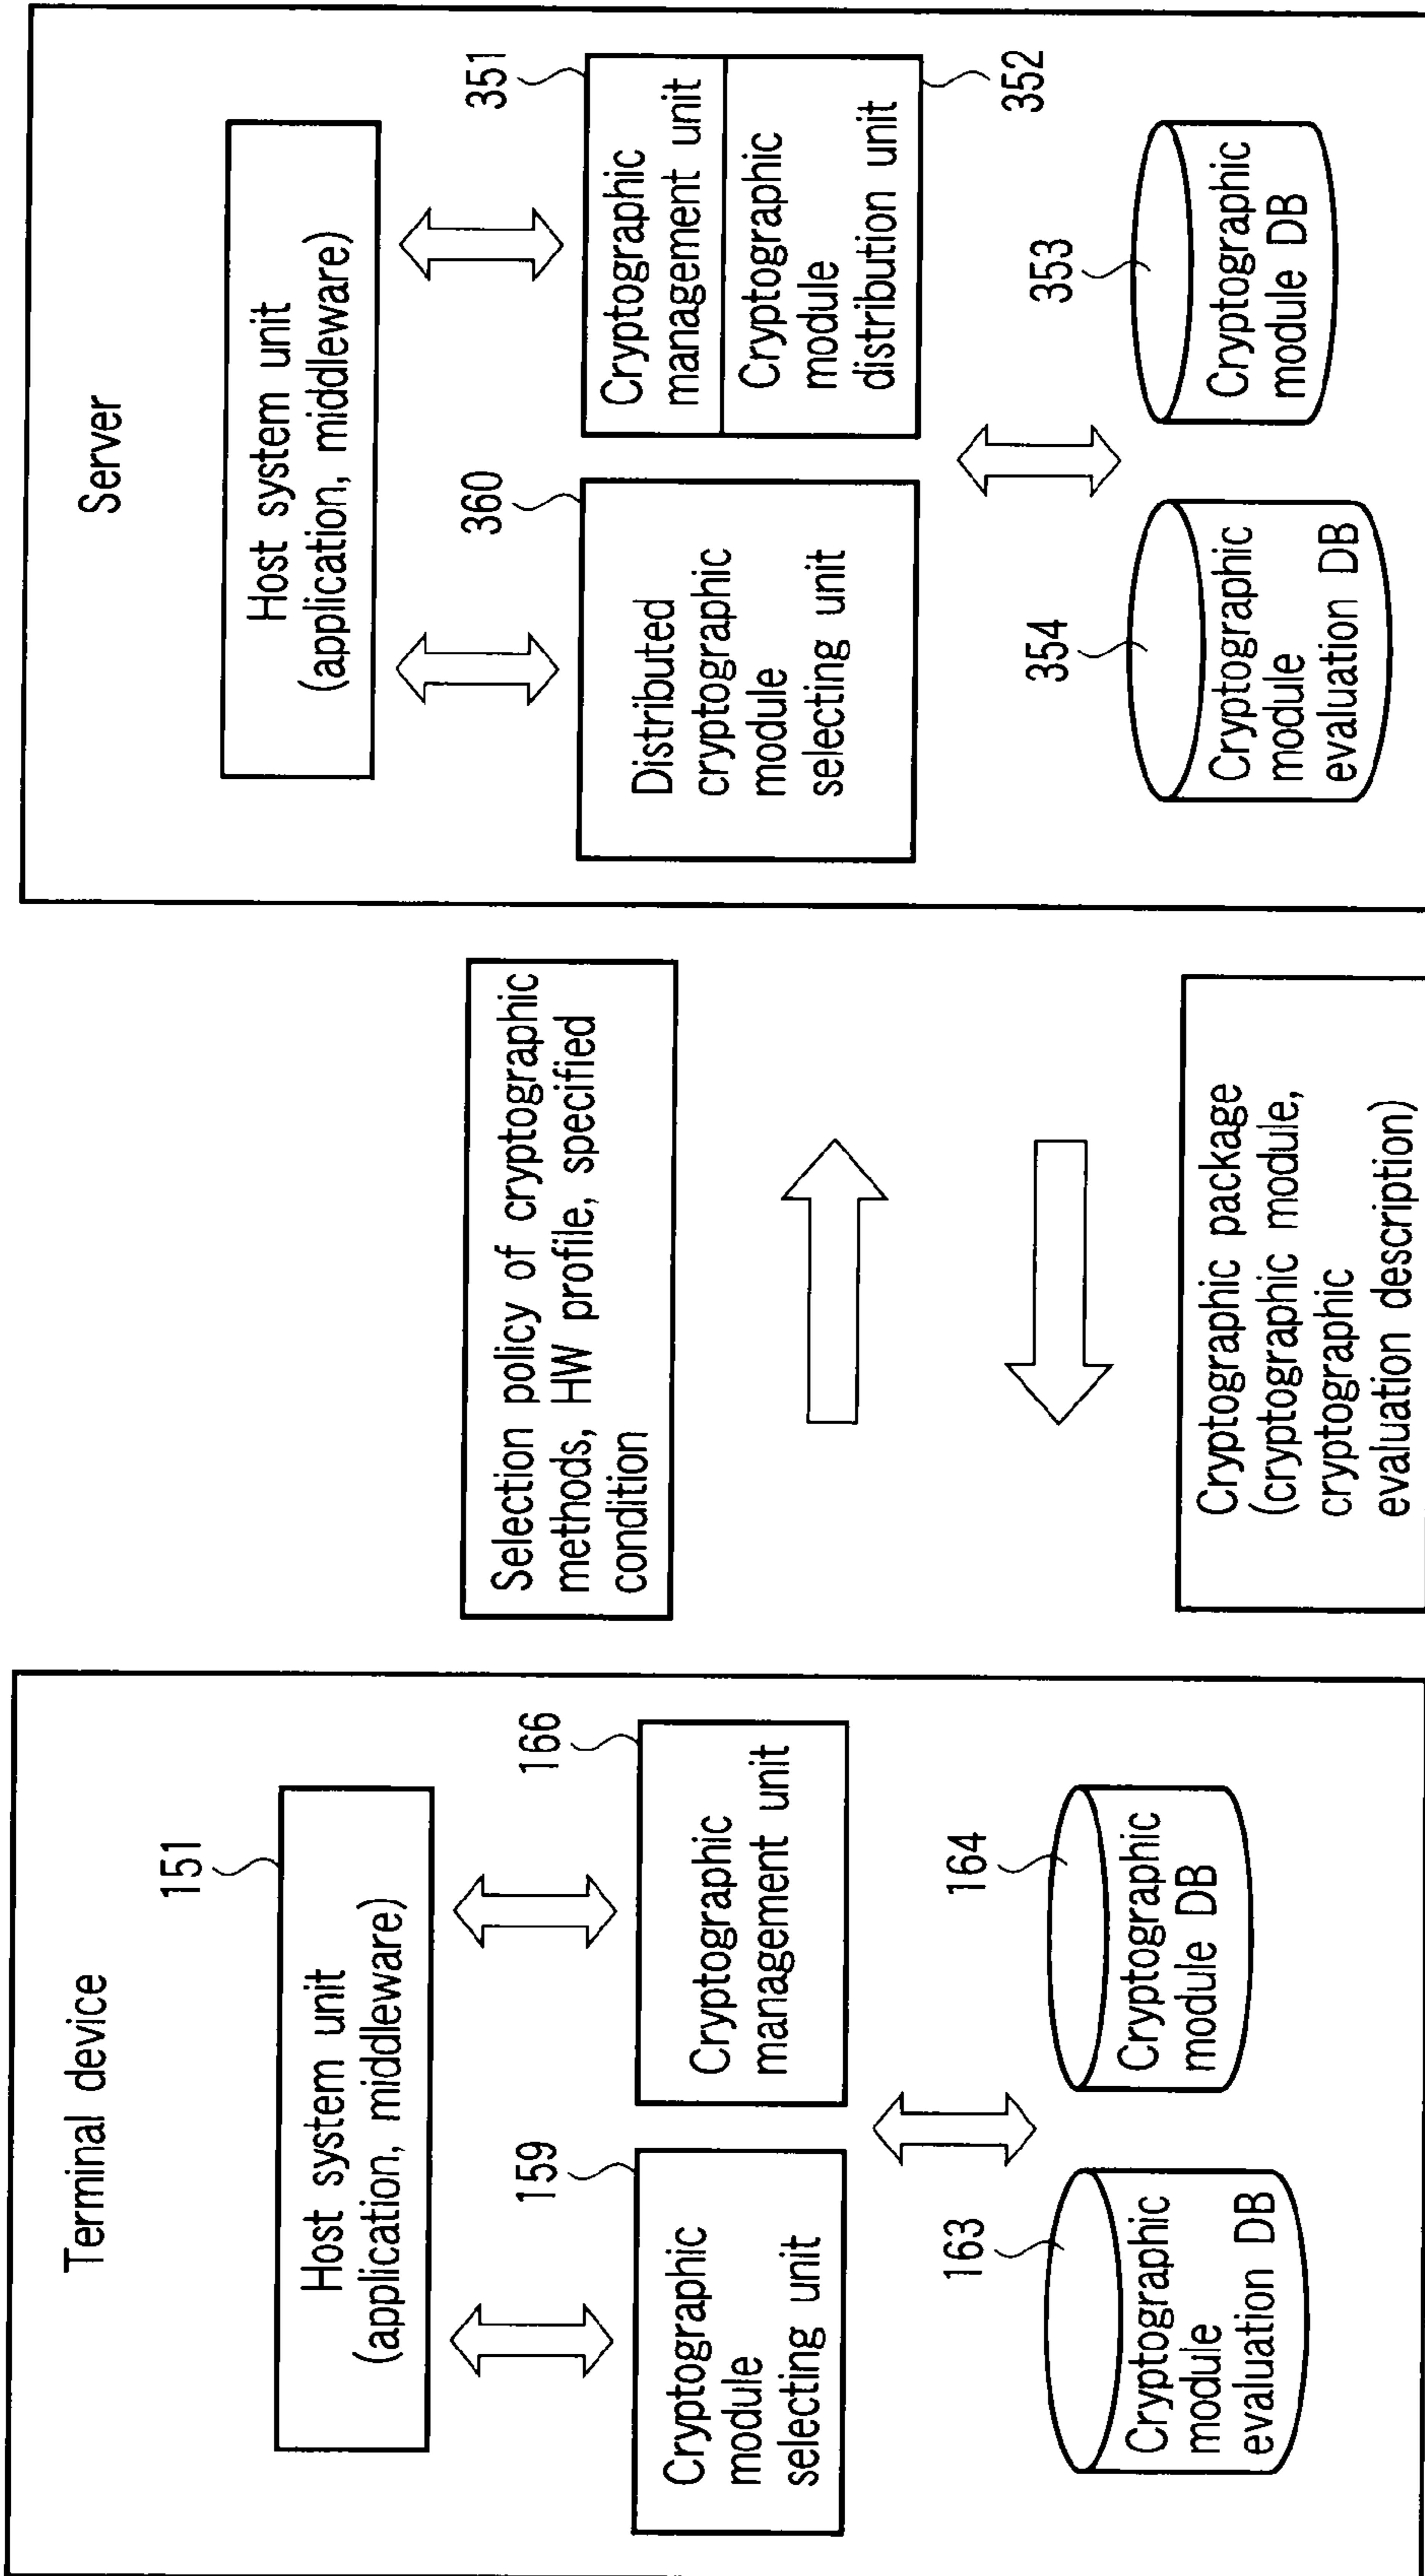 Terminal device
151
Host system unit
(application, middleware)
159
Cryptographic
module
selecting unit
166
Cryptographic
management unit
163
Cryptographic
module
evaluation DB
164
Cryptographic
module DB
Selection policy of cryptographic
methods, HW profile, specified
condition
Cryptographic package
(cryptographic module,
cryptographic
evaluation description)
Server
Host system unit
(application, middleware)
360
Distributed
cryptographic
module
selecting unit
351
Cryptographic
management unit
Cryptographic
module
distribution unit
352
354
Cryptographic
module
evaluation DB
353
Cryptographic
module DB